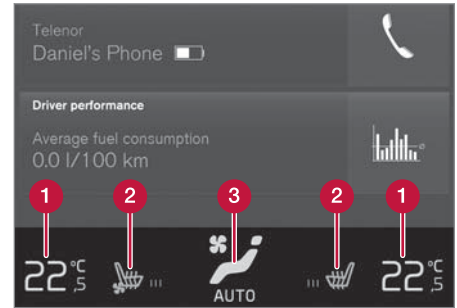 Telenor
Daniel's Phone
Driver performance
Average fuel consumption
0.0 l/100 km
1
2
3
2
1
22,5 °C
AUTO
22,5 °C